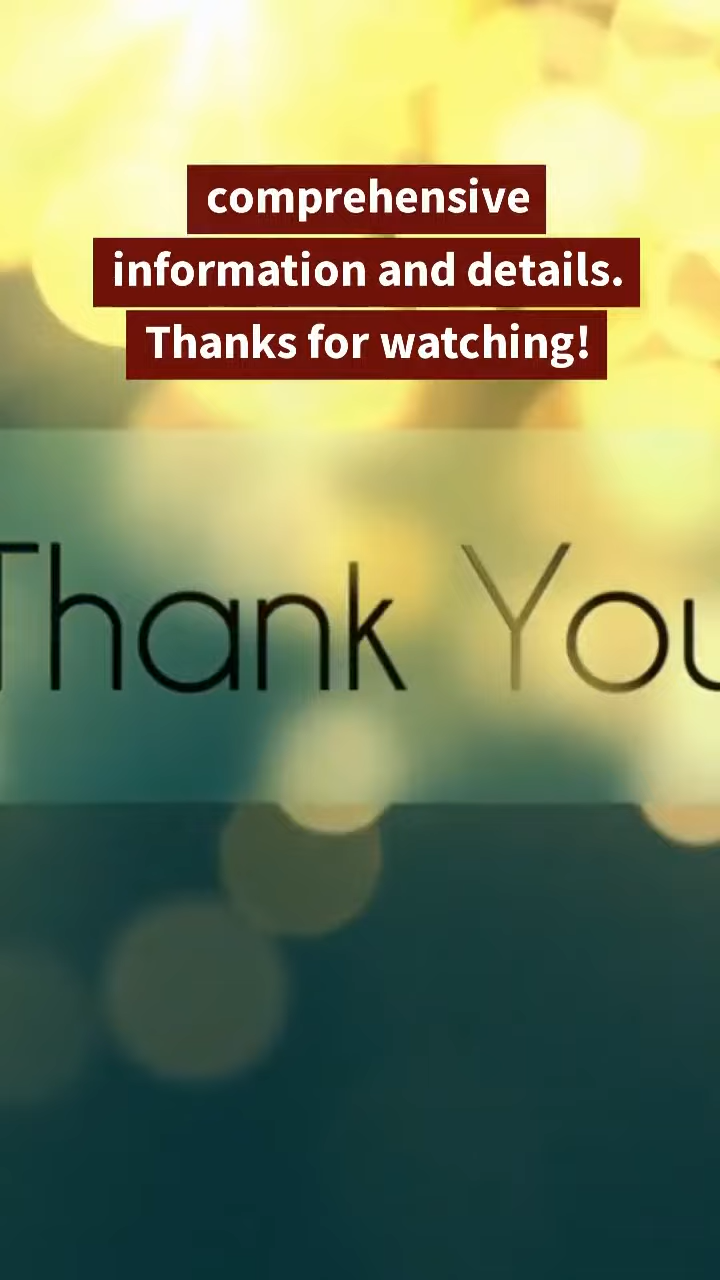 comprehensive
information and details.
Thanks for watching!
Thank You